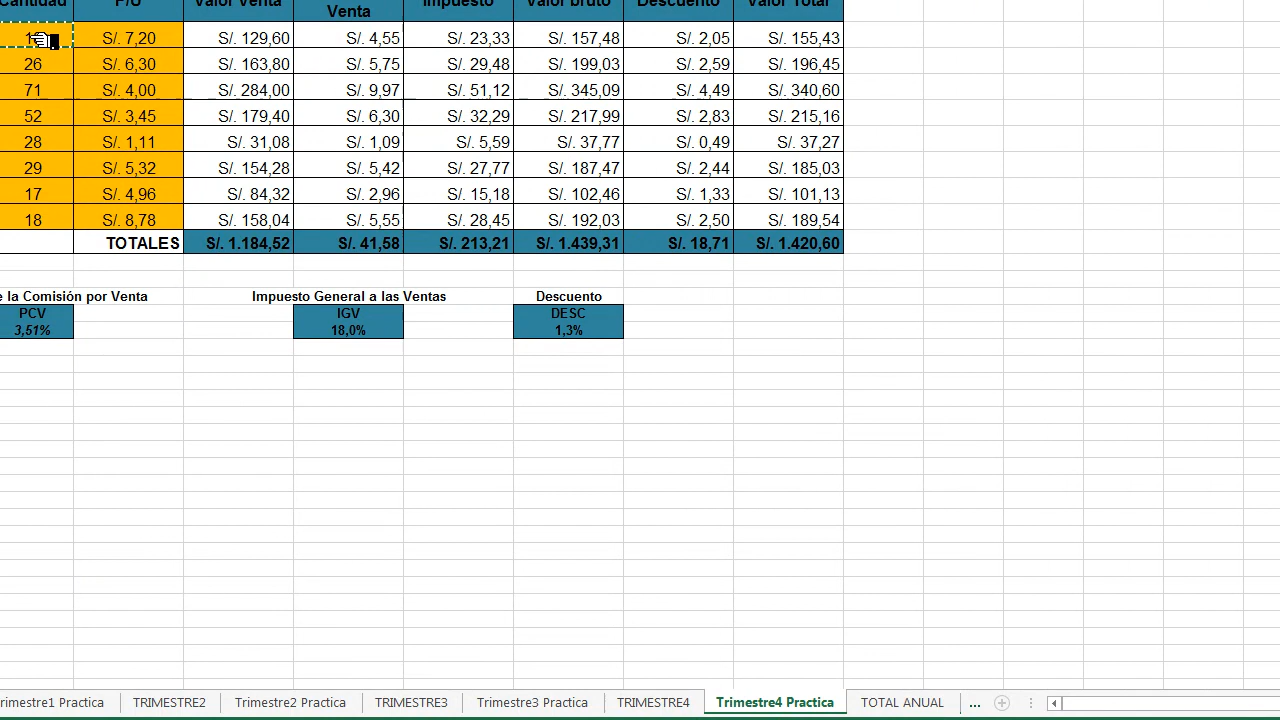 Cantidad P/U Valor Venta Venta Impuesto Valor bruto Descuento Valor Total
S/. 7,20 S/. 129,60 S/. 4,55 S/. 23,33 S/. 157,48 S/. 2,05 S/. 155,43
26 S/. 6,30 S/. 163,80 S/. 5,75 S/. 29,48 S/. 199,03 S/. 2,59 S/. 196,45
71 S/. 4,00 S/. 284,00 S/. 9,97 S/. 51,12 S/. 345,09 S/. 4,49 S/. 340,60
52 S/. 3,45 S/. 179,40 S/. 6,30 S/. 32,29 S/. 217,99 S/. 2,83 S/. 215,16
28 S/. 1,11 S/. 31,08 S/. 1,09 S/. 5,59 S/. 37,77 S/. 0,49 S/. 37,27
29 S/. 5,32 S/. 154,28 S/. 5,42 S/. 27,77 S/. 187,47 S/. 2,44 S/. 185,03
17 S/. 4,96 S/. 84,32 S/. 2,96 S/. 15,18 S/. 102,46 S/. 1,33 S/. 101,13
18 S/. 8,78 S/. 158,04 S/. 5,55 S/. 28,45 S/. 192,03 S/. 2,50 S/. 189,54
TOTALES S/. 1.184,52 S/. 41,58 S/. 213,21 S/. 1.439,31 S/. 18,71 S/. 1.420,60
e la Comisión por Venta Impuesto General a las Ventas Descuento
PCV IGV DESC
3,51% 18,0% 1,3%
rimestre1 Practica TRIMESTRE2 Trimestre2 Practica TRIMESTRE3 Trimestre3 Practica TRIMESTRE4 Trimestre4 Practica TOTAL ANUAL ...